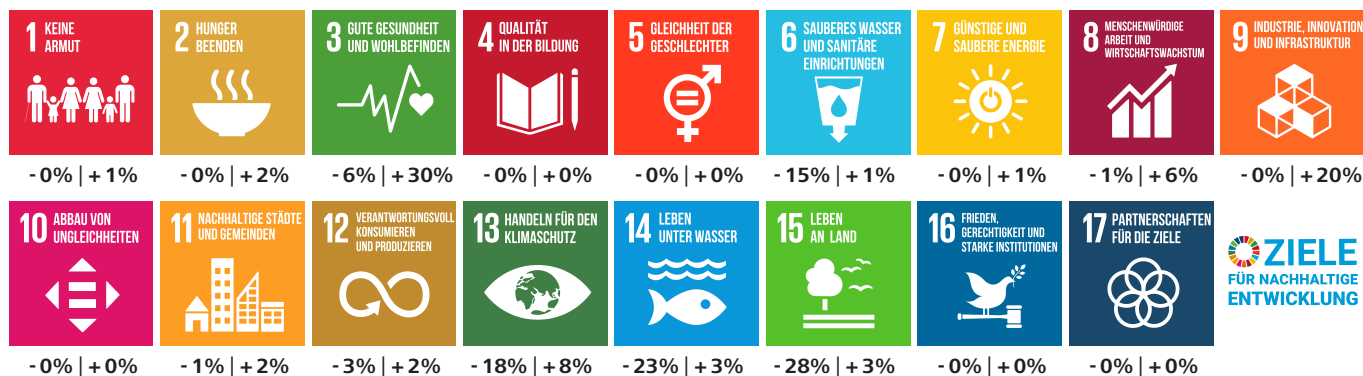 1 KEINE
ARMUT
2 HUNGER
BEENDEN
3 GUTE GESUNDHEIT
UND WOHLBEFINDEN
4 QUALITÄT
IN DER BILDUNG
5 GLEICHHEIT DER
GESCHLECHTER
6 SAUBERES WASSER
UND SANITÄRE
EINRICHTUNGEN
7 GÜNSTIGE UND
SAUBERE ENERGIE
8 MENSCHENWÜRDIGE
ARBEIT UND
WIRTSCHAFTSWACHSTUM
9 INDUSTRIE, INNOVATION
UND INFRASTRUKTUR
-0% | +1%
-0% | +2%
-6% | +30%
-0% | +0%
-0% | +0%
-15% | +1%
-0% | +1%
-1% | +6%
-0% | +20%
10 ABBAU VON
UNGLEICHHEITEN
11 NACHHALTIGE STÄDTE
UND GEMEINDEN
12 VERANTWORTUNGSVOLL
KONSUMIEREN
UND PRODUZIEREN
13 HANDELN FÜR DEN
KLIMASCHUTZ
14 LEBEN
UNTER WASSER
15 LEBEN
AN LAND
16 FRIEDEN,
GERECHTIGKEIT UND
STARKE INSTITUTIONEN
17 PARTNERSCHAFTEN
FÜR DIE ZIELE
ZIELE
FÜR NACHHALTIGE
ENTWICKLUNG
-0% | +0%
-1% | +2%
-3% | +2%
-18% | +8%
-23% | +3%
-28% | +3%
-0% | +0%
-0% | +0%